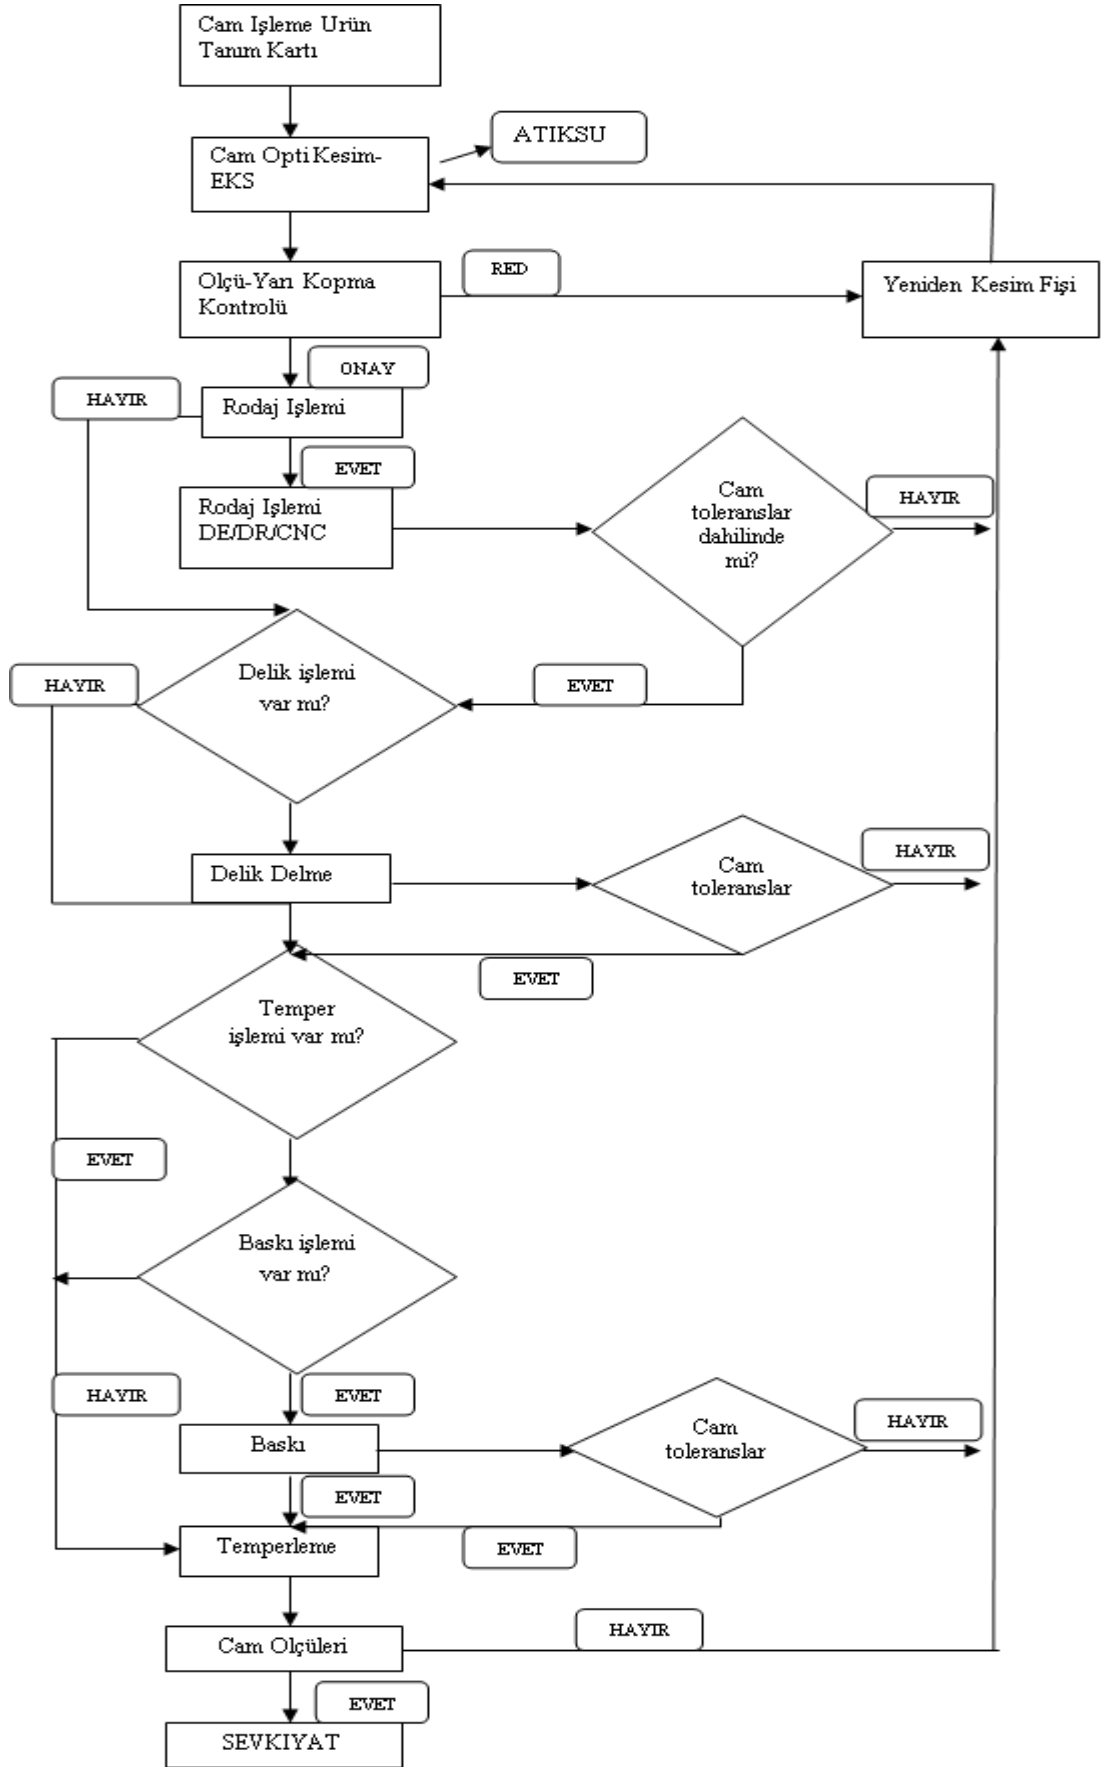 Cam Işleme Urün
Tanım Kartı
ATIKSU
Cam Opti Kesim-
EKS
RED
Olçü-Yarı Kopma
Kontrolü
Yeniden Kesim Fişi
ONAY
HAYIR
Rodaj Işlemi
EVET
Rodaj Işlemi
DE/DR/CNC
Cam
toleranslar
dahilinde
mi?
HAYIR
Delik işlemi
var mı?
HAYIR
EVET
Delik Delme
Cam
toleranslar
HAYIR
EVET
Temper
işlemi var mı?
EVET
Baskı işlemi
var mı?
HAYIR
EVET
Baskı
Cam
toleranslar
HAYIR
EVET
Temperleme
EVET
Cam Olçüleri
HAYIR
EVET
SEVKIYAT